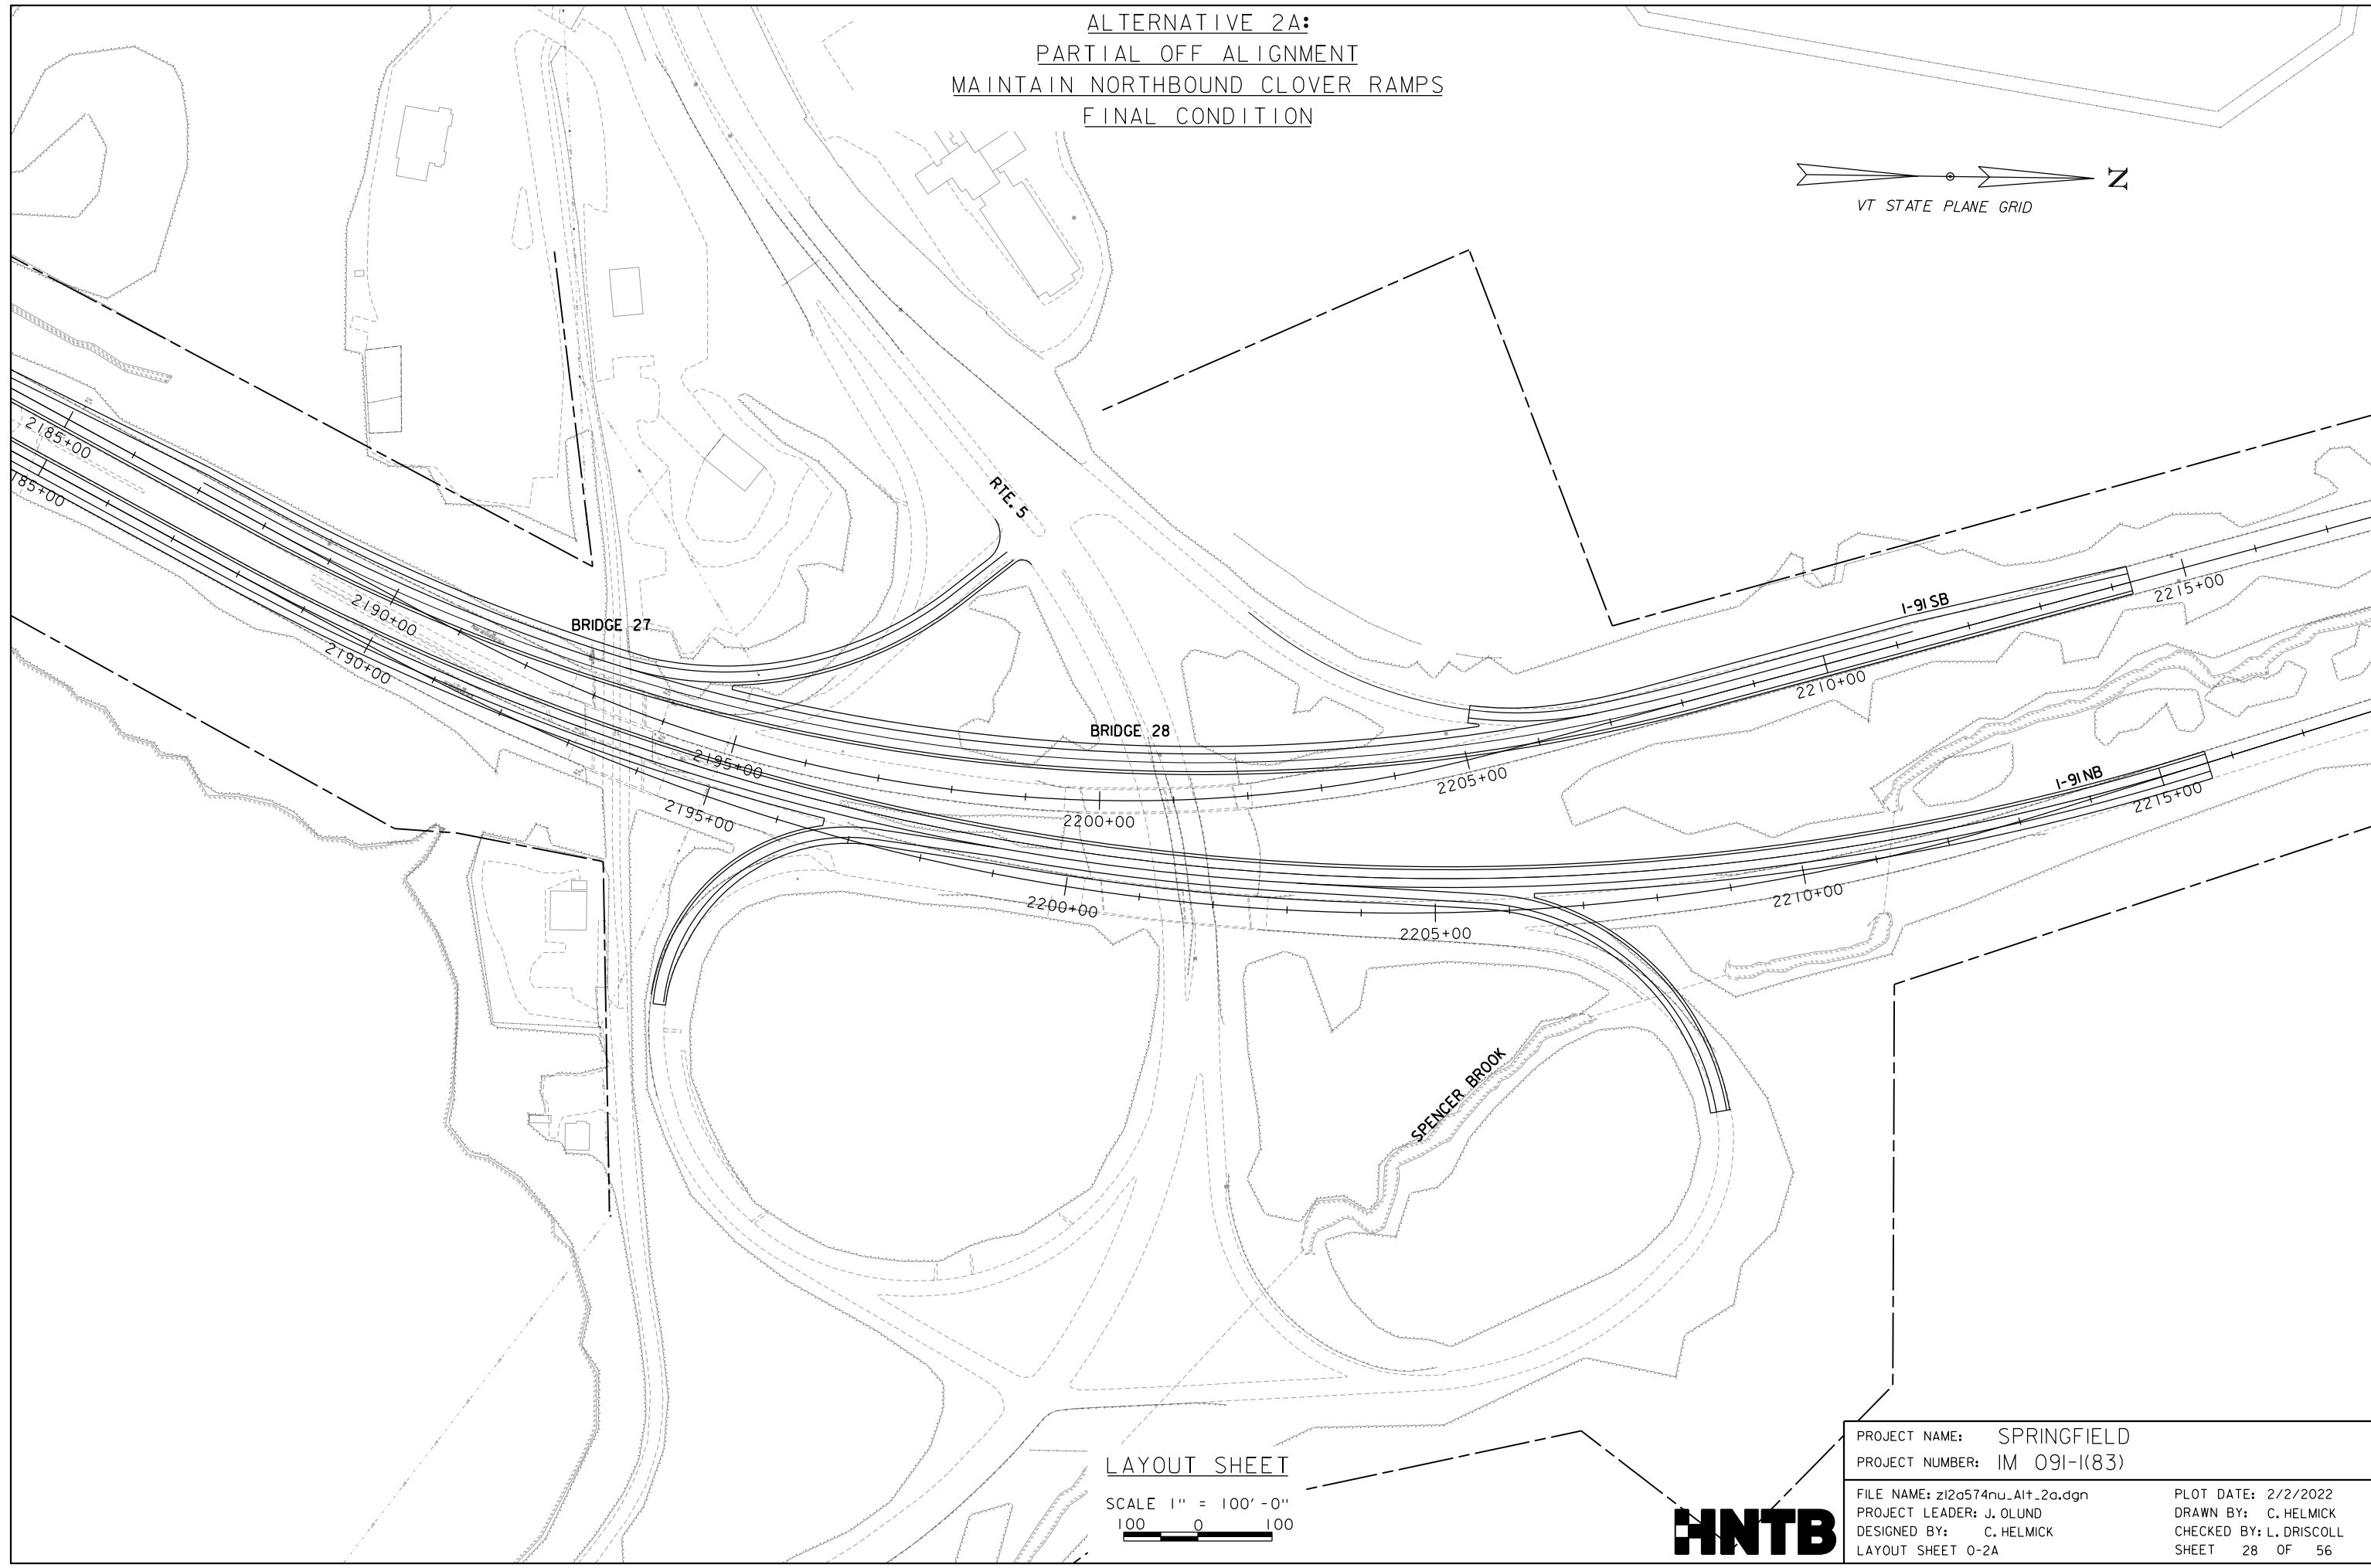 ALTERNATIVE 2A:
PARTIAL OFF ALIGNMENT
MAINTAIN NORTHBOUND CLOVER RAMPS
FINAL CONDITION
N
VT STATE PLANE GRID
2185+00
185+00
RTE. 5
2190+00
2190+00
BRIDGE 27
I-91 SB
2215+00
2210+00
BRIDGE 28
2195+00
2195+00
2205+00
2200+00
I-91 NB
2215+00
2210+00
2200+00
2205+00
SPENCER BROOK
LAYOUT SHEET
SCALE 1" = 100'-0"
100 0 100
HNTB
PROJECT NAME: SPRINGFIELD
PROJECT NUMBER: IM 091-1(83)
FILE NAME: z12a574nu_Alt_2a.dgn
PLOT DATE: 2/2/2022
PROJECT LEADER: J. OLUND
DRAWN BY: C. HELMICK
DESIGNED BY: C. HELMICK
CHECKED BY: L. DRISCOLL
LAYOUT SHEET 0-2A
SHEET 28 OF 56